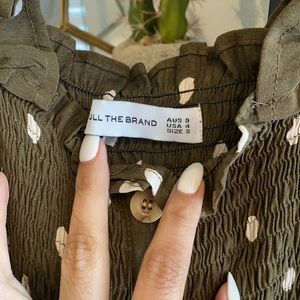 ULL THE BRAND
AUS 8
USA 4
SIZE S